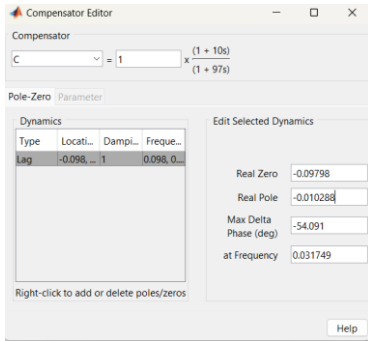 Compensator Editor
Compensator
C = 1 x (1 + 10s)
(1 + 97s)
Pole-Zero Parameter
Dynamics
Type Locati... Dampi... Freque...
Lag -0.098, ... 1 0.098, 0....
Right-click to add or delete poles/zeros
Edit Selected Dynamics
Real Zero -0.09798
Real Pole -0.010288
Max Delta
Phase (deg) -54.091
at Frequency 0.031749
Help